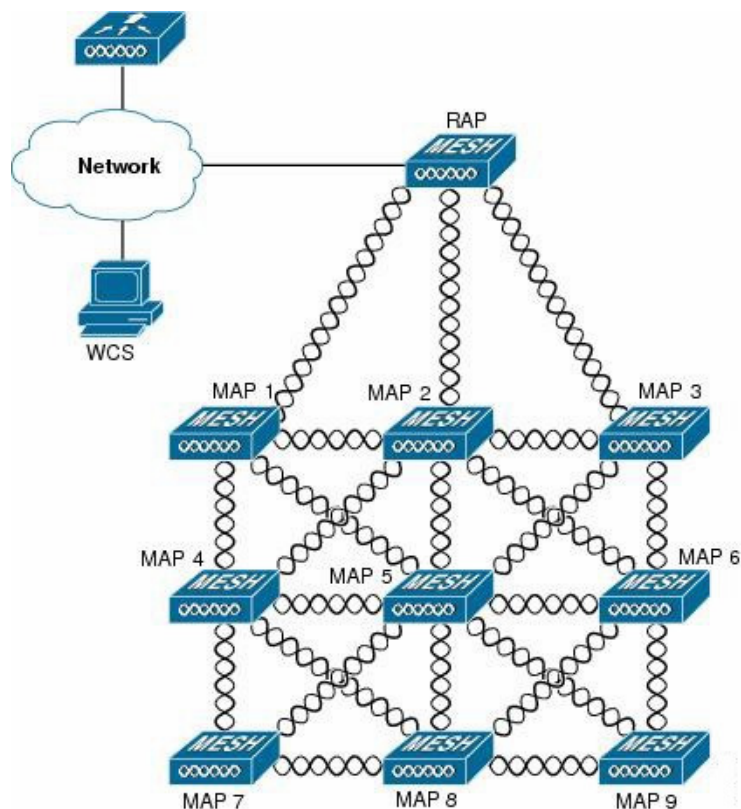 RAP
MESH
Network
WCS
MAP 1
MAP 2
MAP 3
MESH
MESH
MESH
MAP 4
MAP 5
MAP 6
MESH
MESH
MESH
MESH
MESH
MESH
MAP 7
MAP 8
MAP 9